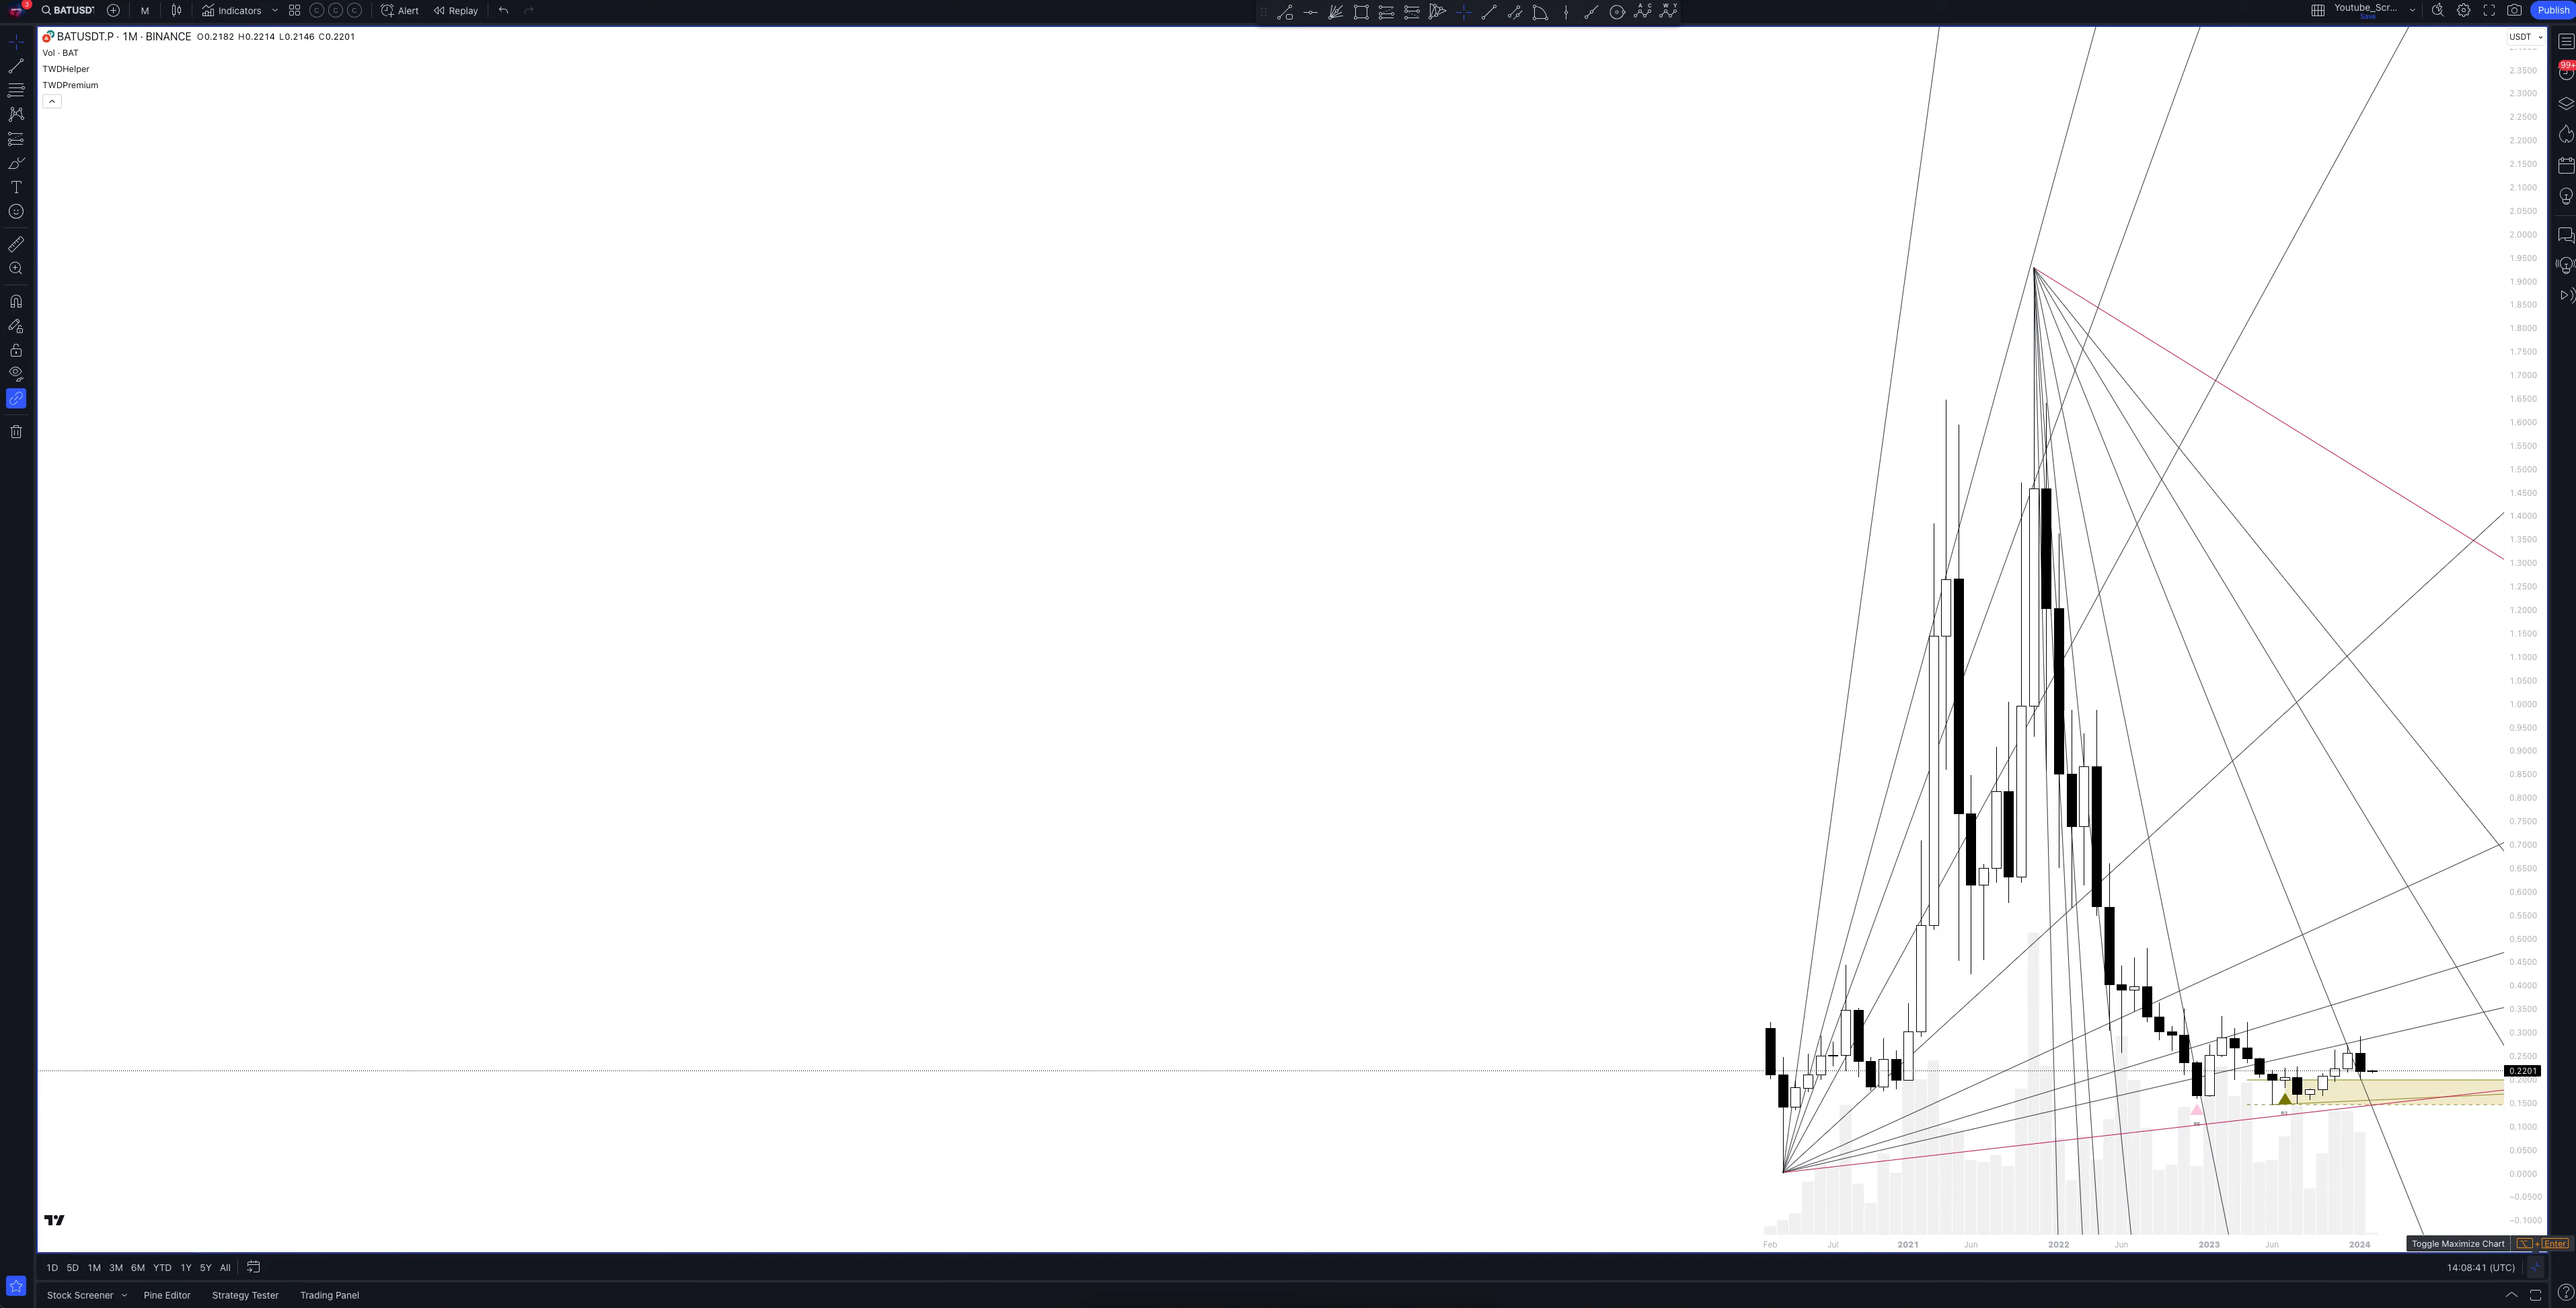 3
BATUSDT
M
Indicators
C
C
C
Alert
Replay
A C
W Y
Youtube_Scr...
Save
Publish
BATUSDT.P · 1M · BINANCE O0.2182 H0.2214 L0.2146 C0.2201
Vol · BAT
TWDHelper
TWDPremium
USDT
99+
2.3500
2.3000
2.2500
2.2000
2.1500
2.1000
2.0500
2.0000
1.9500
1.9000
1.8500
1.8000
1.7500
1.7000
1.6500
1.6000
1.5500
1.5000
1.4500
1.4000
1.3500
1.3000
1.2500
1.2000
1.1500
1.1000
1.0500
1.0000
0.9500
0.9000
0.8500
0.8000
0.7500
0.7000
0.6500
0.6000
0.5500
0.5000
0.4500
0.4000
0.3500
0.3000
0.2500
0.2201
0.2000
0.1500
0.1000
0.0500
0.0000
−0.0500
−0.1000
Feb Jul 2021 Jun 2022 Jun 2023 Jun 2024
Toggle Maximize Chart ⌥ + Enter
1D 5D 1M 3M 6M YTD 1Y 5Y All
14:08:41 (UTC)
Stock Screener Pine Editor Strategy Tester Trading Panel